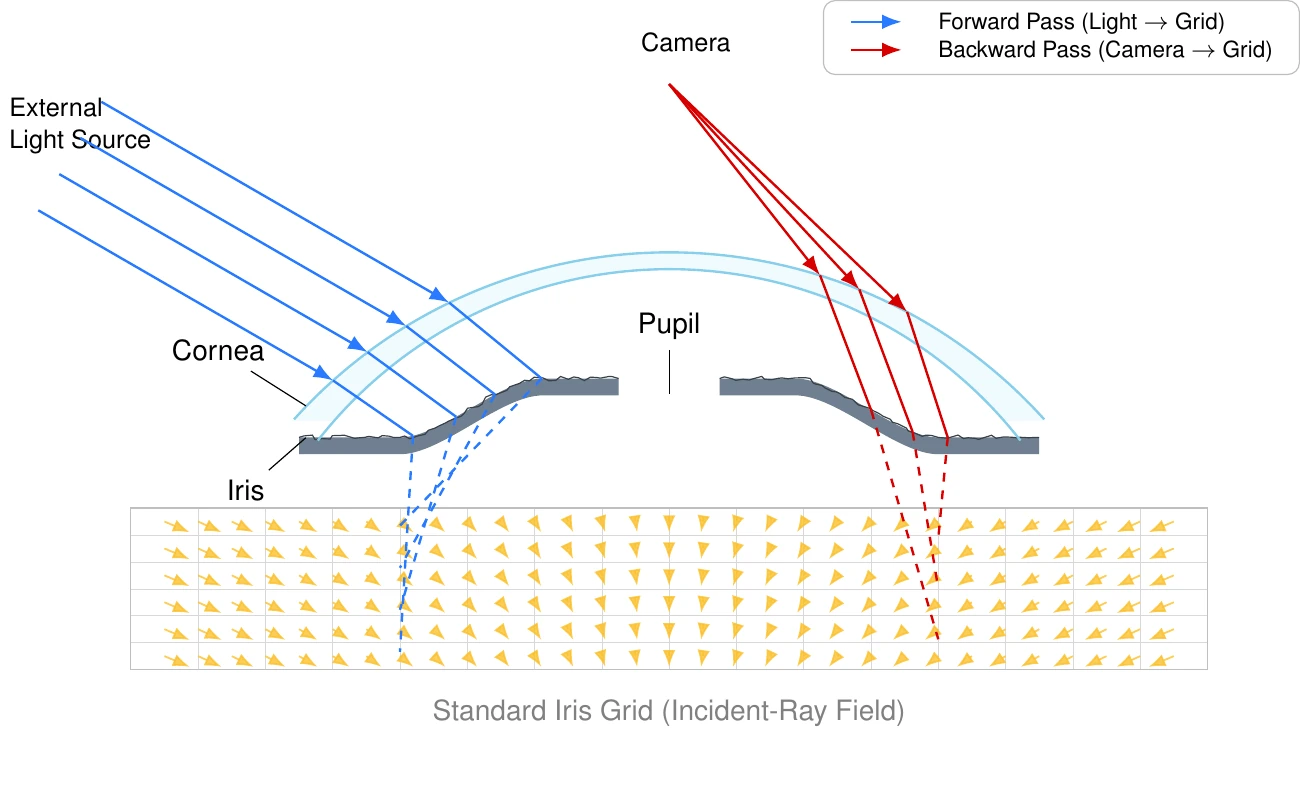 Forward Pass (Light → Grid)
Backward Pass (Camera → Grid)
Camera
External
Light Source
Pupil
Cornea
Iris
Standard Iris Grid (Incident-Ray Field)